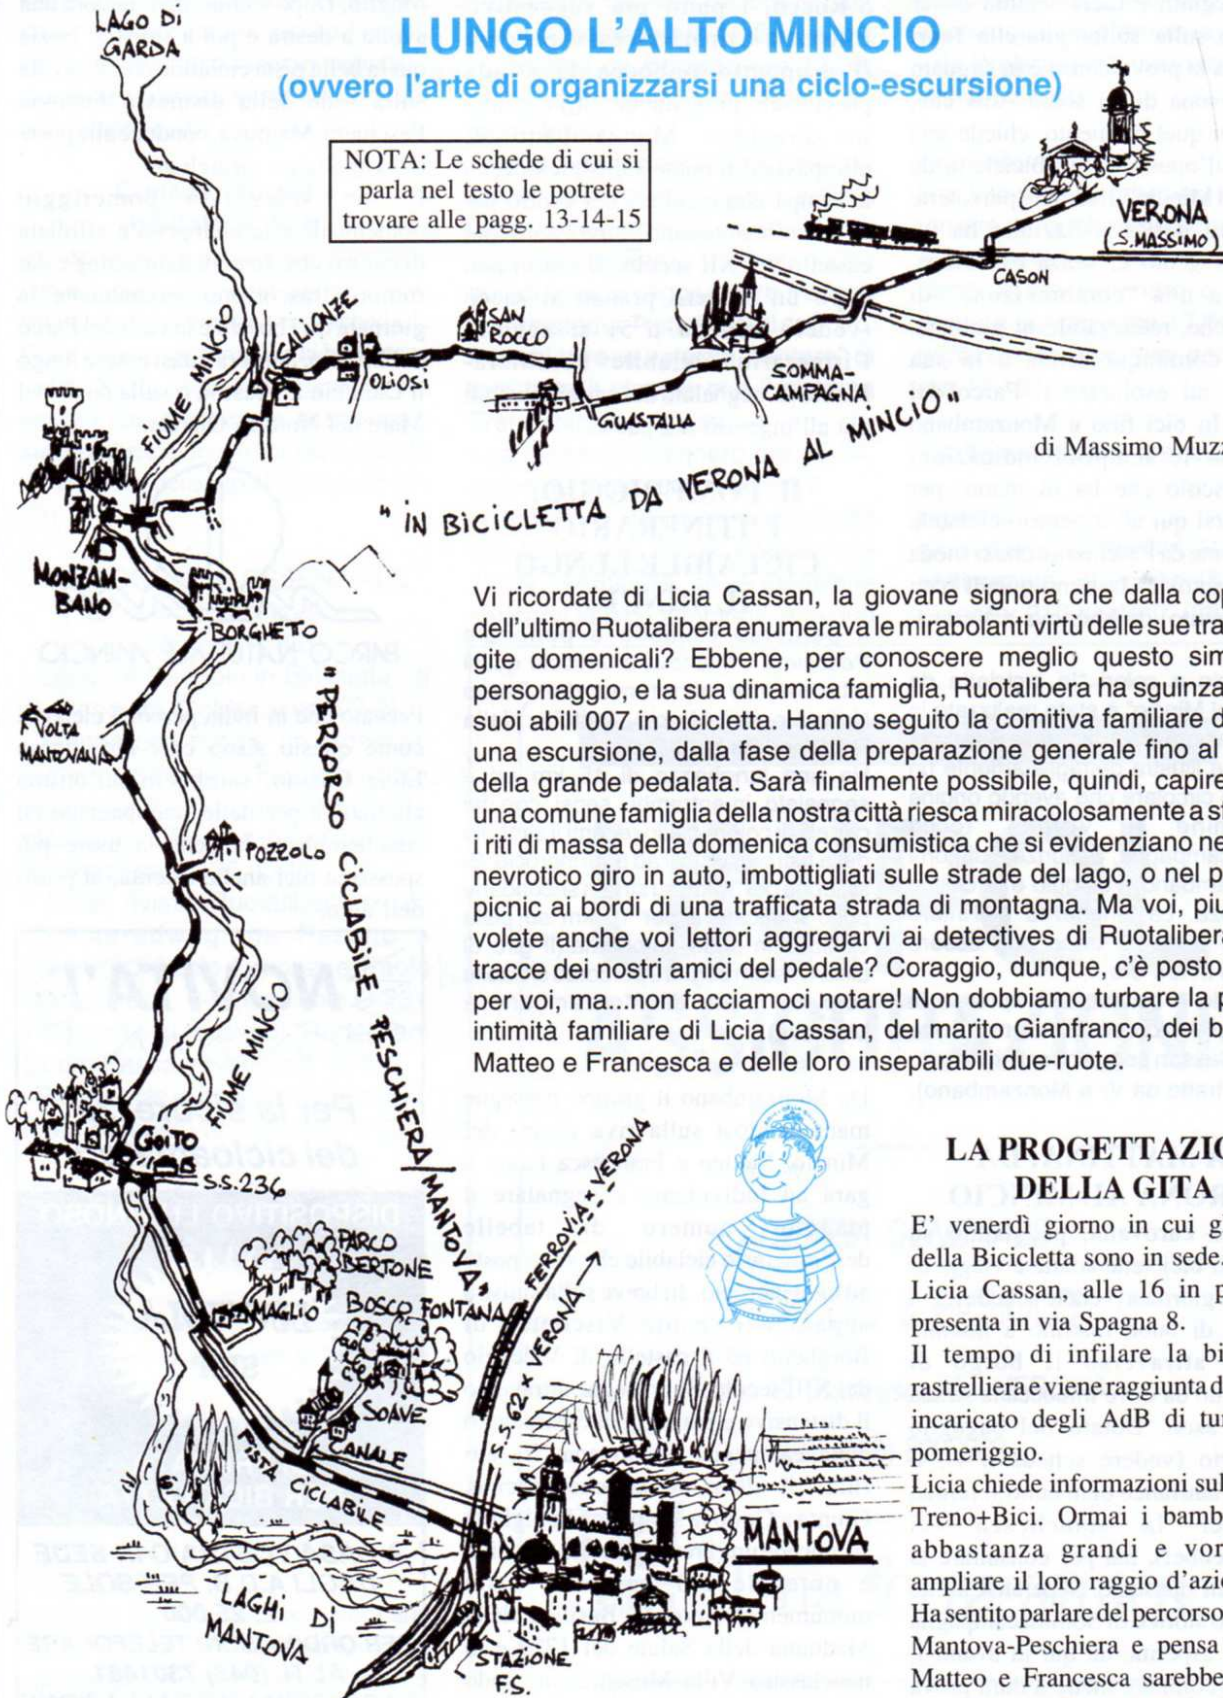 LUNGO L'ALTO MINCIO
(ovvero l'arte di organizzarsi una ciclo-escursione)
NOTA: Le schede di cui si
parla nel testo le potrete
trovare alle pagg. 13-14-15
LAGO DI
GARDA
VERONA
(S. MASSIMO)
CASON
SOMMA-
CAMPAGNA
GUASTALLA
SAN
ROCCO
OLIOSI
SALIONZE
FIUME MINCIO
"IN BICICLETTA DA VERONA AL MINCIO"
MONZAM-
BANO
BORGHETO
VOLTA
MANTOVANA
POZZOLO
"PERCORSO CICLABILE PESCHIERA/MANTOVA"
FIUME MINCIO
GOITO
S.S. 236
PARCO
BERTONE
MAGLIO
BOSCO FONTANA
SOAVE
CANALE
PISTA CICLABILE
FERROVIA × VERONA
S.S. 62 × VERONA
MANTOVA
LAGHI DI
MANTOVA
STAZIONE
F.S.
di Massimo Muzz
Vi ricordate di Licia Cassan, la giovane signora che dalla cop
dell'ultimo Ruotalibera enumerava le mirabolanti virtù delle sue tra
gite domenicali? Ebbene, per conoscere meglio questo sim
personaggio, e la sua dinamica famiglia, Ruotalibera ha sguinza
suoi abili 007 in bicicletta. Hanno seguito la comitiva familiare d
una escursione, dalla fase della preparazione generale fino al
della grande pedalata. Sarà finalmente possibile, quindi, capire
una comune famiglia della nostra città riesca miracolosamente a sf
i riti di massa della domenica consumistica che si evidenziano ne
nevrotico giro in auto, imbottigliati sulle strade del lago, o nel p
picnic ai bordi di una trafficata strada di montagna. Ma voi, piu
volete anche voi lettori aggregarvi ai detectives di Ruotalibera
tracce dei nostri amici del pedale? Coraggio, dunque, c'è posto
per voi, ma.. non facciamoci notare! Non dobbiamo turbare la p
intimità familiare di Licia Cassan, del marito Gianfranco, dei b
Matteo e Francesca e delle loro inseparabili due-ruote.
LA PROGETTAZIO
DELLA GITA
E' venerdì giorno in cui g
della Bicicletta sono in sede.
Licia Cassan, alle 16 in p
presenta in via Spagna 8.
Il tempo di infilare la bi
rastrelliera e viene raggiunta d
incaricato degli AdB di tur
pomeriggio.
Licia chiede informazioni sul
Treno+Bici. Ormai i bamb
abbastanza grandi e vor
ampliare il loro raggio d'azio
Ha sentito parlare del percorso
Mantova-Peschiera e pensa
Matteo e Francesca sarebbe